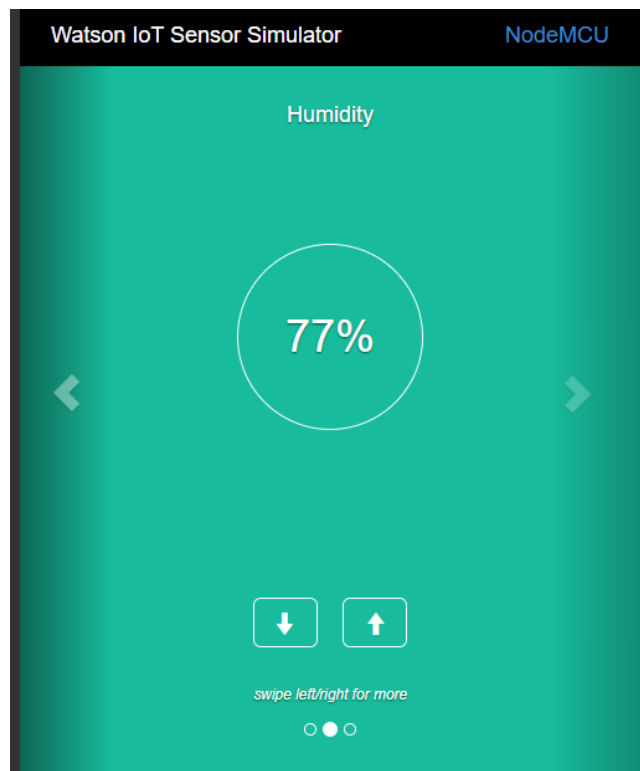 Watson IoT Sensor Simulator NodeMCU
Humidity
77%
swipe left/right for more